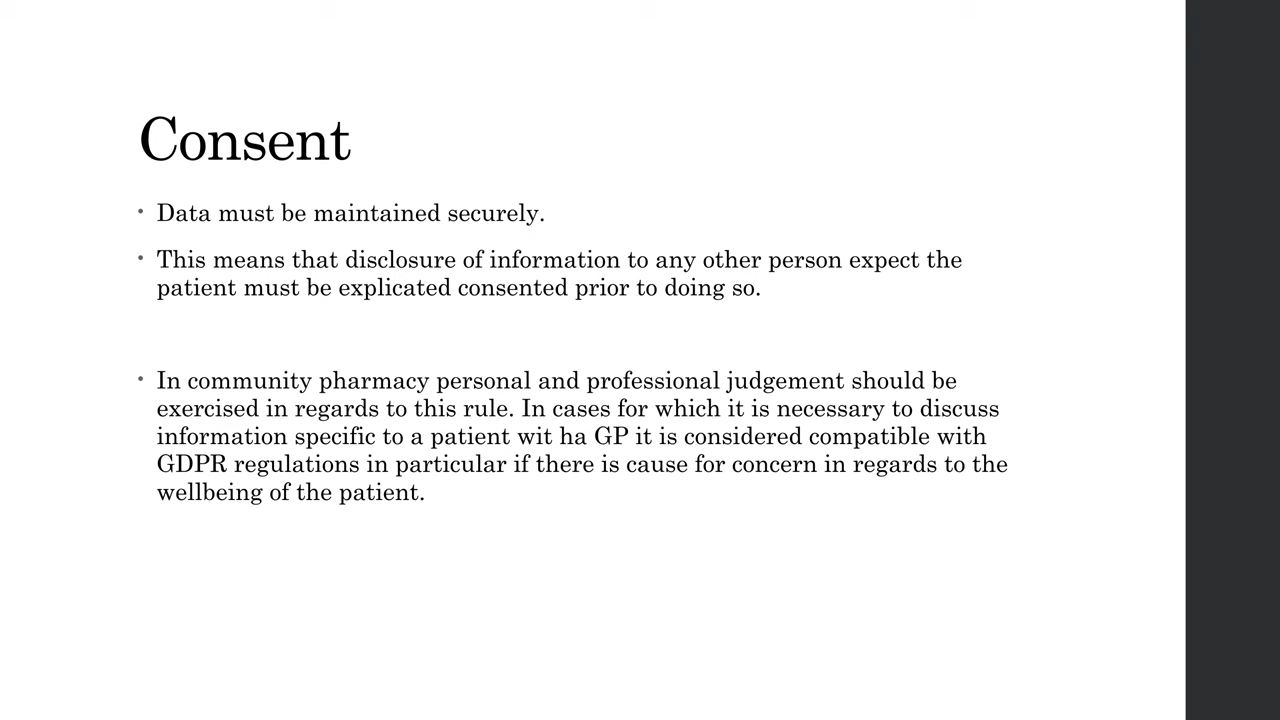 Consent
• Data must be maintained securely.
• This means that disclosure of information to any other person expect the
patient must be explicated consented prior to doing so.
• In community pharmacy personal and professional judgement should be
exercised in regards to this rule. In cases for which it is necessary to discuss
information specific to a patient wit ha GP it is considered compatible with
GDPR regulations in particular if there is cause for concern in regards to the
wellbeing of the patient.